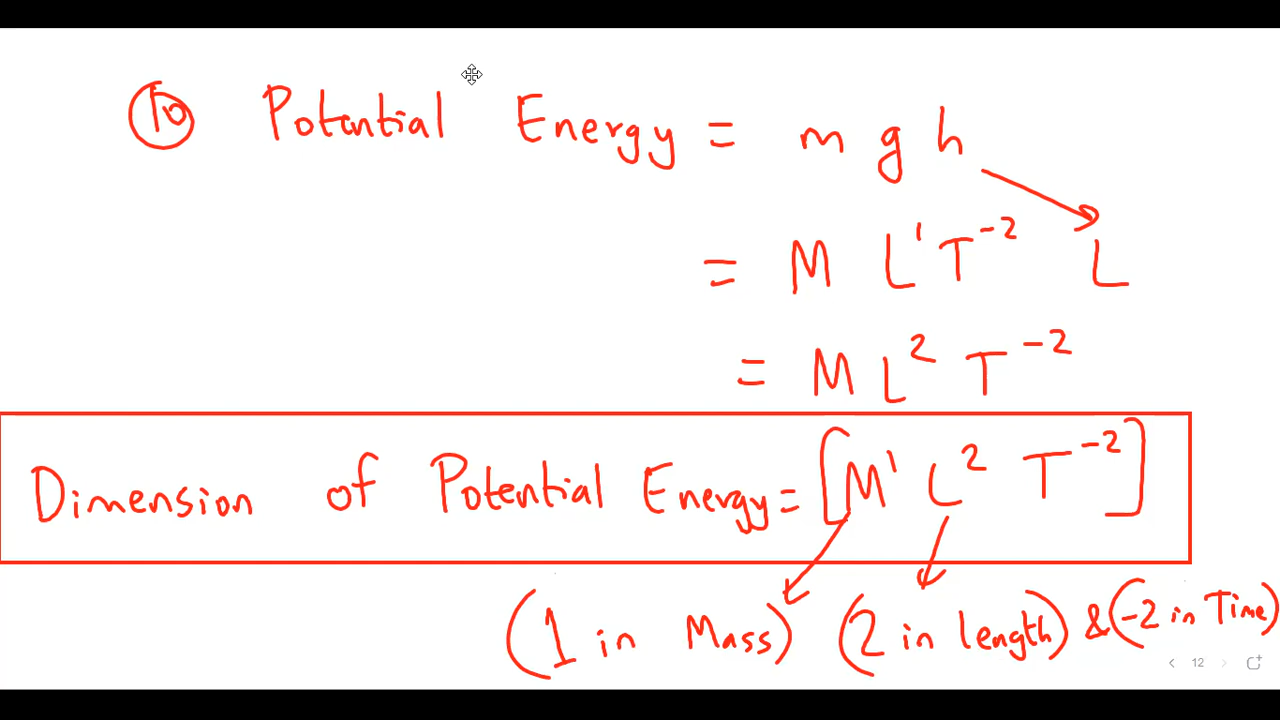 10 Potential Energy = m g h
= M L¹ T⁻² L
= M L² T⁻²
Dimension of Potential Energy = [M¹ L² T⁻²]
(1 in Mass) (2 in length) & (-2 in Time)
12